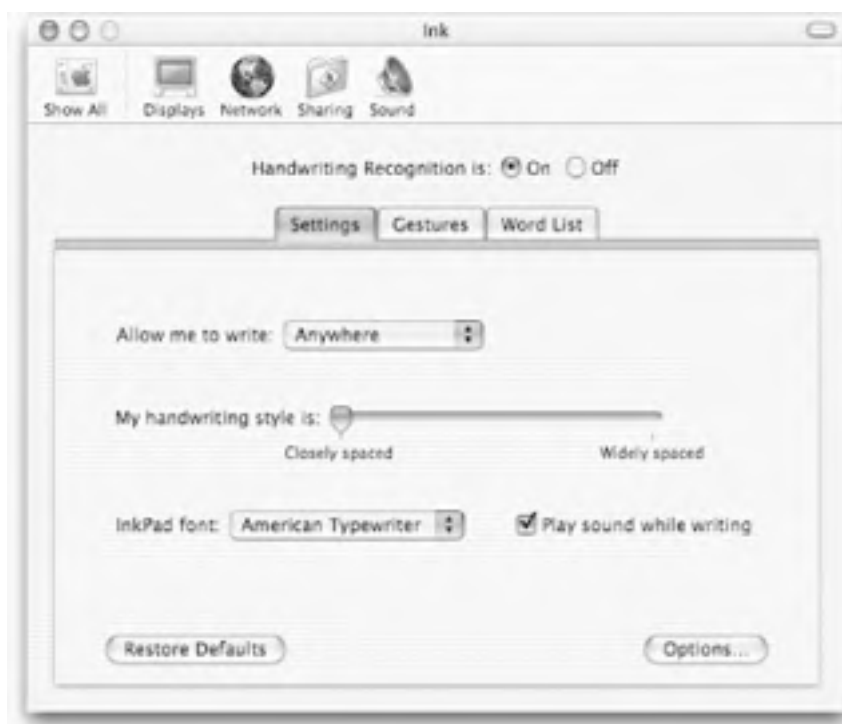 Ink
Show All Displays Network Sharing Sound
Handwriting Recognition is: On Off
Settings Gestures Word List
Allow me to write: Anywhere
My handwriting style is:
Closely spaced Widely spaced
InkPad font: American Typewriter Play sound while writing
Restore Defaults Options...